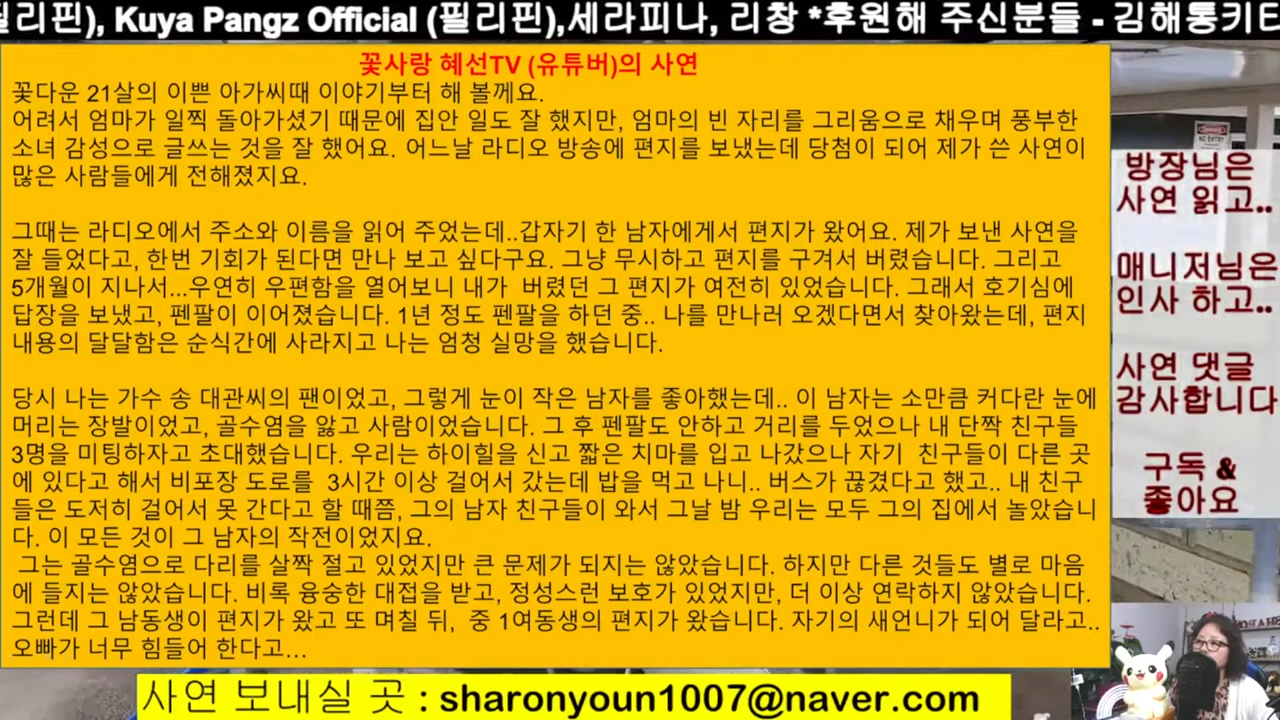 필리핀), Kuya Pangz Official (필리핀),세라피나, 리창 *후원해 주신분들 - 김해통키타
꽃사랑 혜선TV (유튜버)의 사연
꽃다운 21살의 이쁜 아가씨때 이야기부터 해 볼께요.
어려서 엄마가 일찍 돌아가셨기 때문에 집안 일도 잘 했지만, 엄마의 빈 자리를 그리움으로 채우며 풍부한
소녀 감성으로 글쓰는 것을 잘 했어요. 어느날 라디오 방송에 편지를 보냈는데 당첨이 되어 제가 쓴 사연이
많은 사람들에게 전해졌지요.
그때는 라디오에서 주소와 이름을 읽어 주었는데..갑자기 한 남자에게서 편지가 왔어요. 제가 보낸 사연을
잘 들었다고, 한번 기회가 된다면 만나 보고 싶다구요. 그냥 무시하고 편지를 구겨서 버렸습니다. 그리고
5개월이 지나서...우연히 우편함을 열어보니 내가 버렸던 그 편지가 여전히 있었습니다. 그래서 호기심에
답장을 보냈고, 펜팔이 이어졌습니다. 1년 정도 펜팔을 하던 중.. 나를 만나러 오겠다면서 찾아왔는데, 편지
내용의 달달함은 순식간에 사라지고 나는 엄청 실망을 했습니다.
당시 나는 가수 송 대관씨의 팬이었고, 그렇게 눈이 작은 남자를 좋아했는데.. 이 남자는 소만큼 커다란 눈에
머리는 장발이었고, 골수염을 앓고 사람이었습니다. 그 후 펜팔도 안하고 거리를 두었으나 내 단짝 친구들
3명을 미팅하자고 초대했습니다. 우리는 하이힐을 신고 짧은 치마를 입고 나갔으나 자기 친구들이 다른 곳
에 있다고 해서 비포장 도로를 3시간 이상 걸어서 갔는데 밥을 먹고 나니.. 버스가 끊겼다고 했고.. 내 친구
들은 도저히 걸어서 못 간다고 할 때쯤, 그의 남자 친구들이 와서 그날 밤 우리는 모두 그의 집에서 놀았습니
다. 이 모든 것이 그 남자의 작전이었지요.
그는 골수염으로 다리를 살짝 절고 있었지만 큰 문제가 되지는 않았습니다. 하지만 다른 것들도 별로 마음
에 들지는 않았습니다. 비록 융숭한 대접을 받고, 정성스런 보호가 있었지만, 더 이상 연락하지 않았습니다.
그런데 그 남동생이 편지가 왔고 또 며칠 뒤, 중 1여동생의 편지가 왔습니다. 자기의 새언니가 되어 달라고..
오빠가 너무 힘들어 한다고...
방장님은
사연 읽고..
매니저님은
인사 하고..
사연 댓글
감사합니다
구독 &
좋아요
사연 보내실 곳 : sharonyoun1007@naver.com